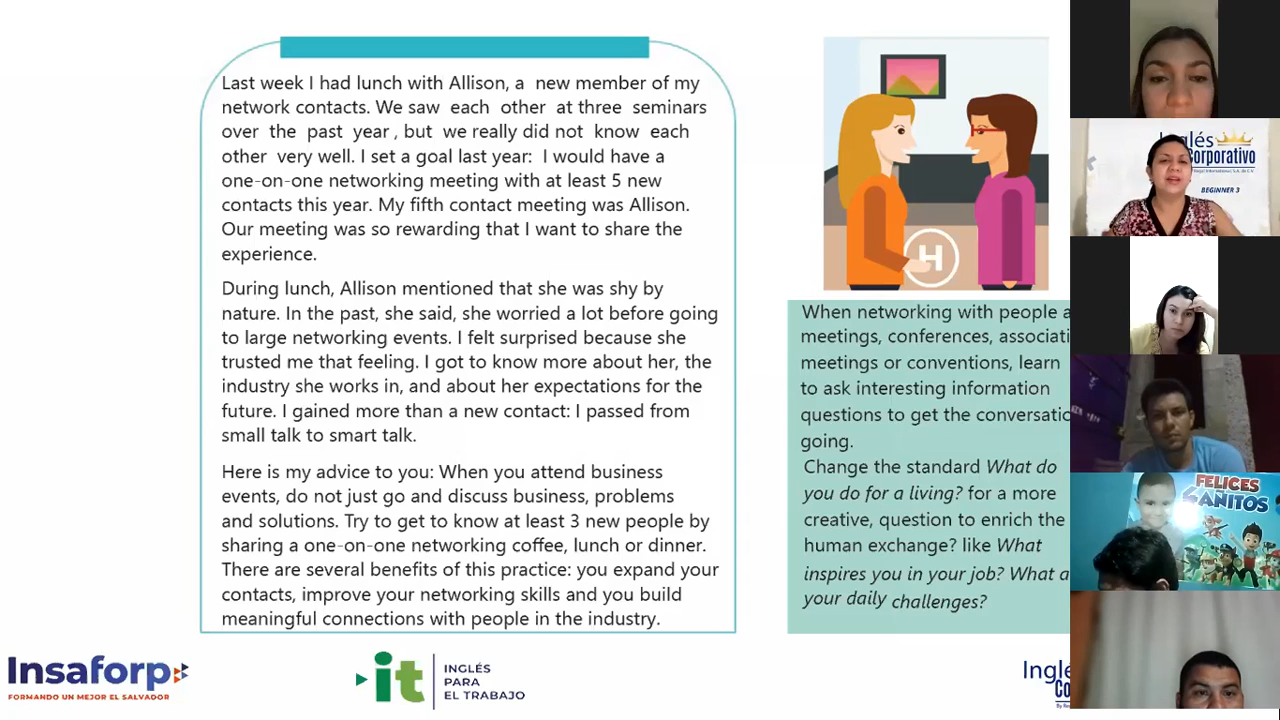 Last week I had lunch with Allison, a new member of my
network contacts. We saw each other at three seminars
over the past year , but we really did not know each
other very well. I set a goal last year: I would have a
one-on-one networking meeting with at least 5 new
contacts this year. My fifth contact meeting was Allison.
Our meeting was so rewarding that I want to share the
experience.
During lunch, Allison mentioned that she was shy by
nature. In the past, she said, she worried a lot before going
to large networking events. I felt surprised because she
trusted me that feeling. I got to know more about her, the
industry she works in, and about her expectations for the
future. I gained more than a new contact: I passed from
small talk to smart talk.
Here is my advice to you: When you attend business
events, do not just go and discuss business, problems
and solutions. Try to get to know at least 3 new people by
sharing a one-on-one networking coffee, lunch or dinner.
There are several benefits of this practice: you expand your
contacts, improve your networking skills and you build
meaningful connections with people in the industry.
H
When networking with people a
meetings, conferences, associati
meetings or conventions, learn
to ask interesting information
questions to get the conversatio
going.
Change the standard What do
you do for a living? for a more
creative, question to enrich the
human exchange? like What
inspires you in your job? What a
your daily challenges?
Insaforp
FORMANDO UN MEJOR EL SALVADOR
it
INGLÉS
PARA
EL TRABAJO
Inglé
Co
Inglés
Corporativo
BEGINNER 3
FELICES
4 AÑITOS